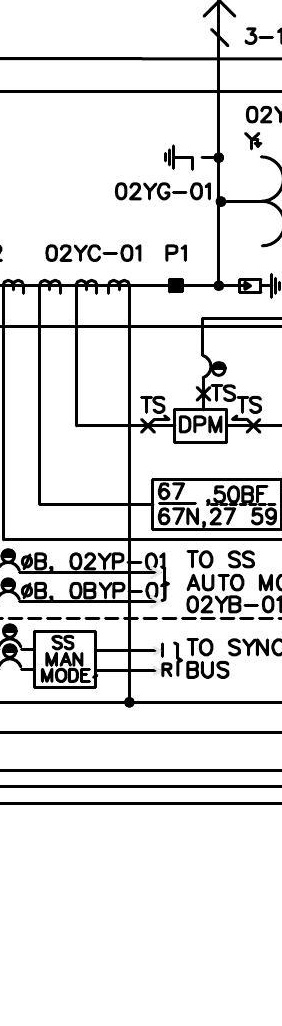 3-1
02Y
02YG-01
2 02YC-01 P1
TS
TS
TS
DPM
67 ,50BF
67N,27 59
øB, 02YP-01
TO SS
øB, 0BYP-01
AUTO MO
02YB-01
SS
MAN
MODE
I
R
TO SYNC
BUS